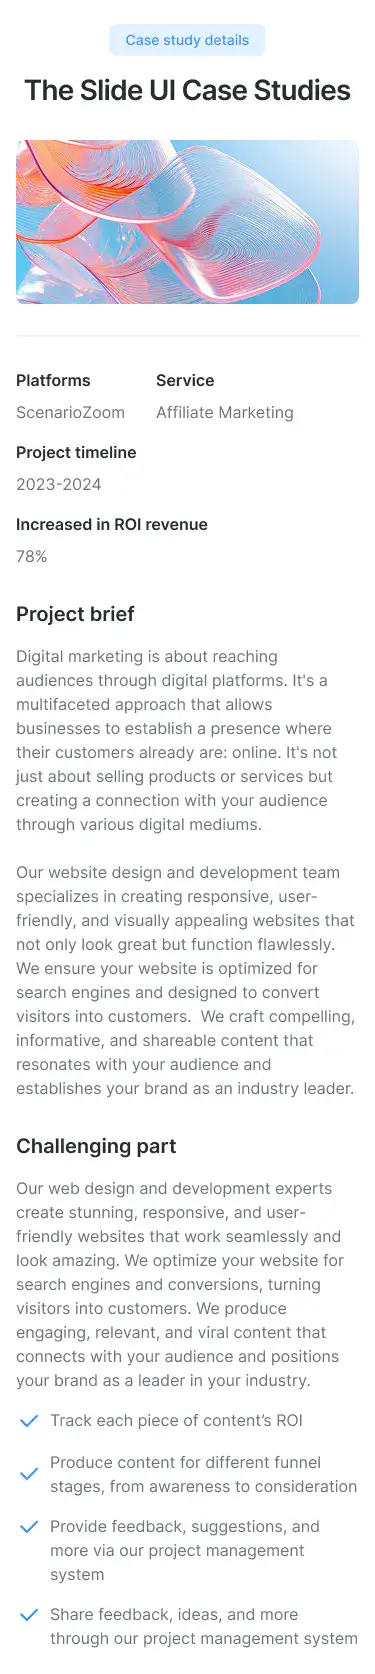 Case study details
The Slide UI Case Studies
Platforms
Service
ScenarioZoom
Affiliate Marketing
Project timeline
2023-2024
Increased in ROI revenue
78%
Project brief
Digital marketing is about reaching
audiences through digital platforms. It's a
multifaceted approach that allows
businesses to establish a presence where
their customers already are: online. It's not
just about selling products or services but
creating a connection with your audience
through various digital mediums.
Our website design and development team
specializes in creating responsive, user-
friendly, and visually appealing websites that
not only look great but function flawlessly.
We ensure your website is optimized for
search engines and designed to convert
visitors into customers.  We craft compelling,
informative, and shareable content that
resonates with your audience and
establishes your brand as an industry leader.
Challenging part
Our web design and development experts
create stunning, responsive, and user-
friendly websites that work seamlessly and
look amazing. We optimize your website for
search engines and conversions, turning
visitors into customers. We produce
engaging, relevant, and viral content that
connects with your audience and positions
your brand as a leader in your industry.
Track each piece of content’s ROI
Produce content for different funnel
stages, from awareness to consideration
Provide feedback, suggestions, and
more via our project management
system
Share feedback, ideas, and more
through our project management system